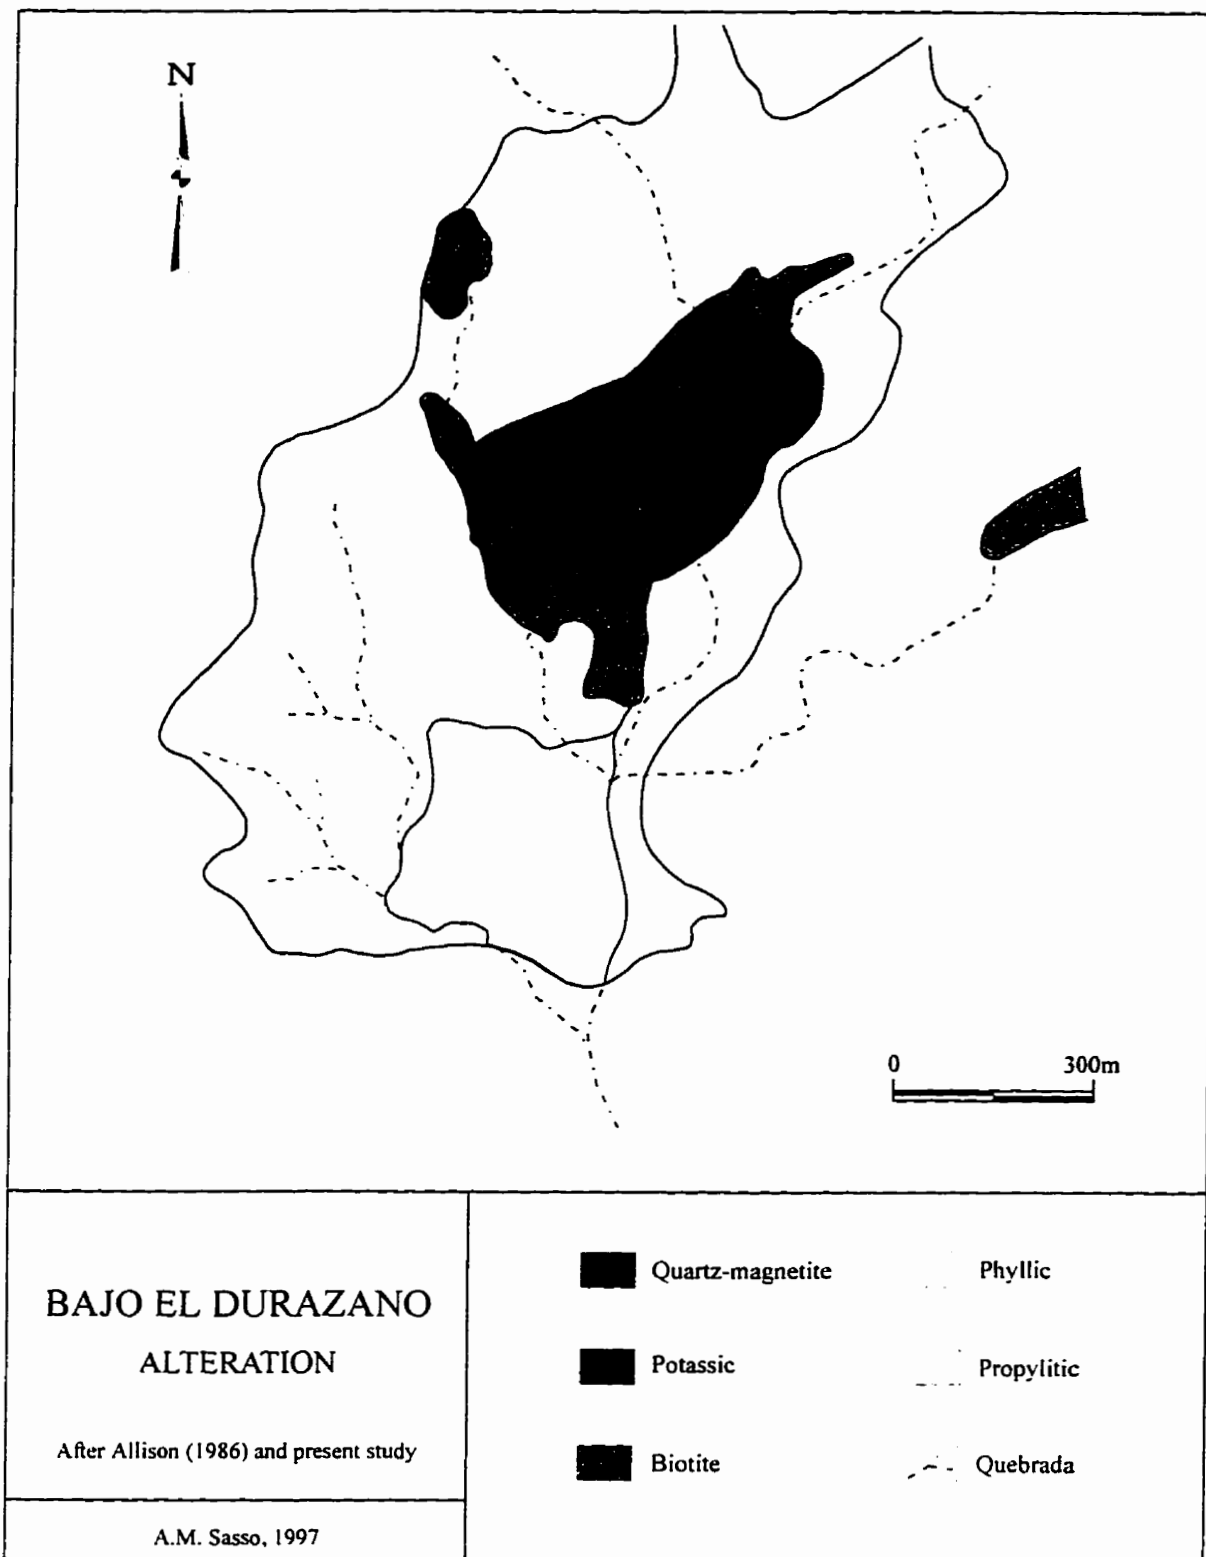 N
0 300m
BAJO EL DURAZANO
ALTERATION
After Allison (1986) and present study
A.M. Sasso, 1997
Quartz-magnetite
Phyllic
Potassic
Propylitic
Biotite
Quebrada